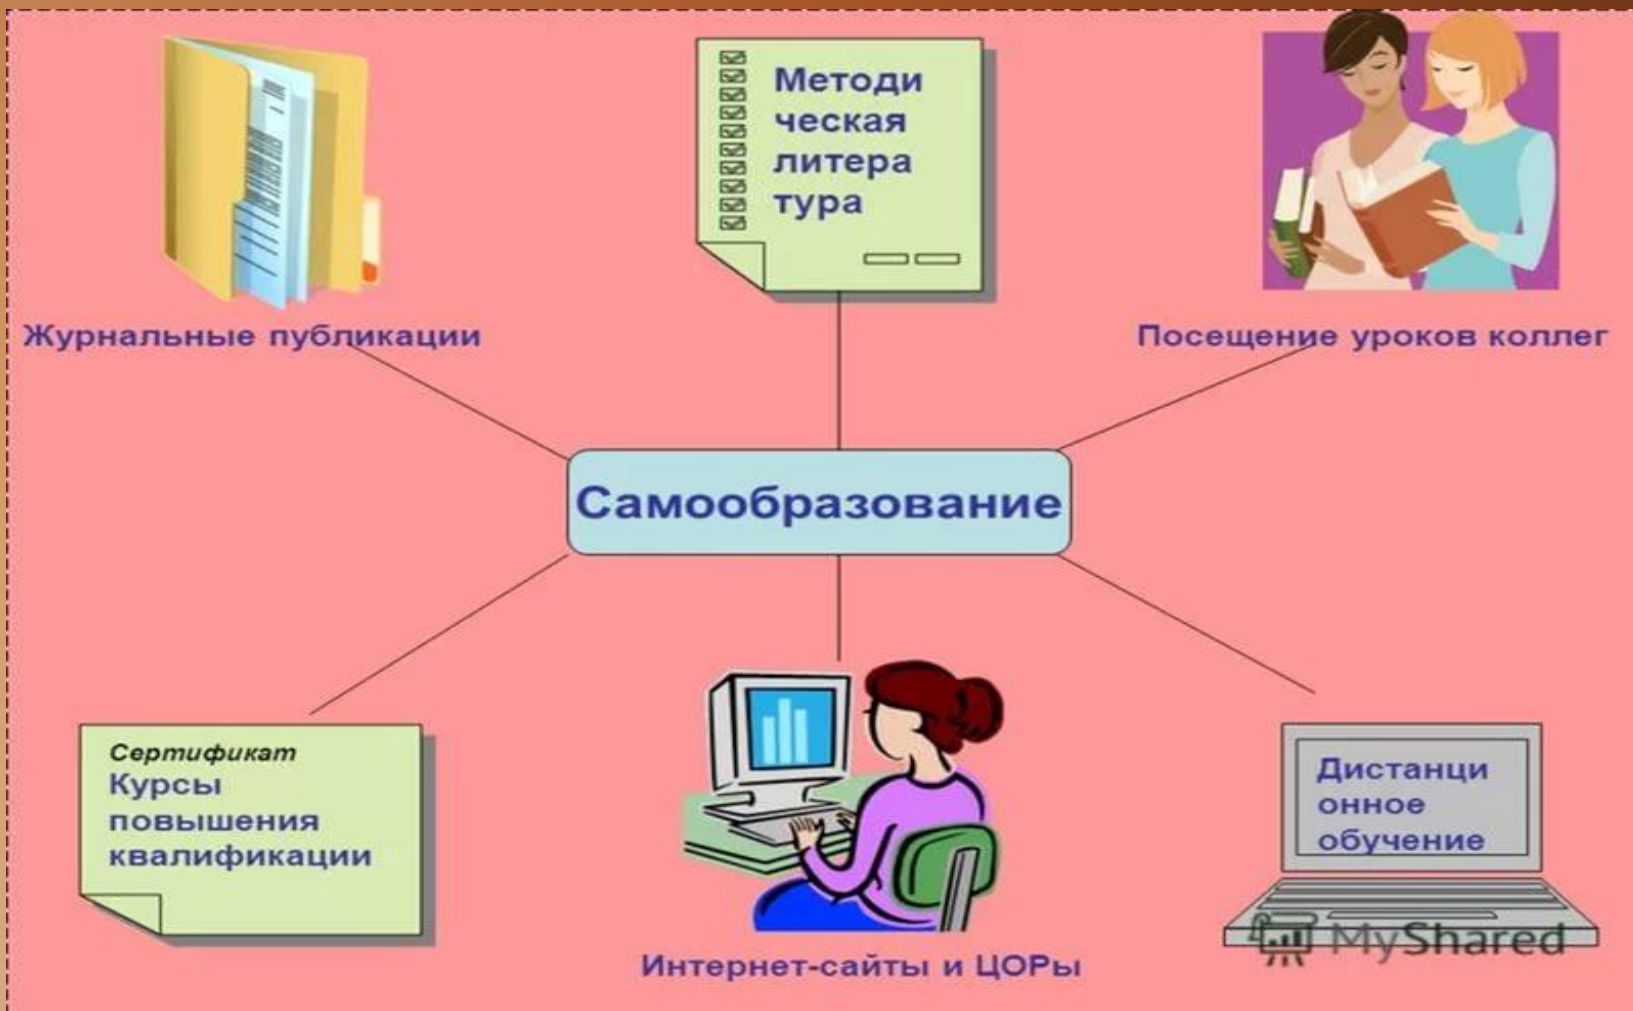 Методи
ческая
литера
тура
Журнальные публикации
Посещение уроков коллег
Самообразование
Сертификат
Курсы
повышения
квалификации
Дистанци
онное
обучение
Интернет-сайты и ЦОРы
MyShared